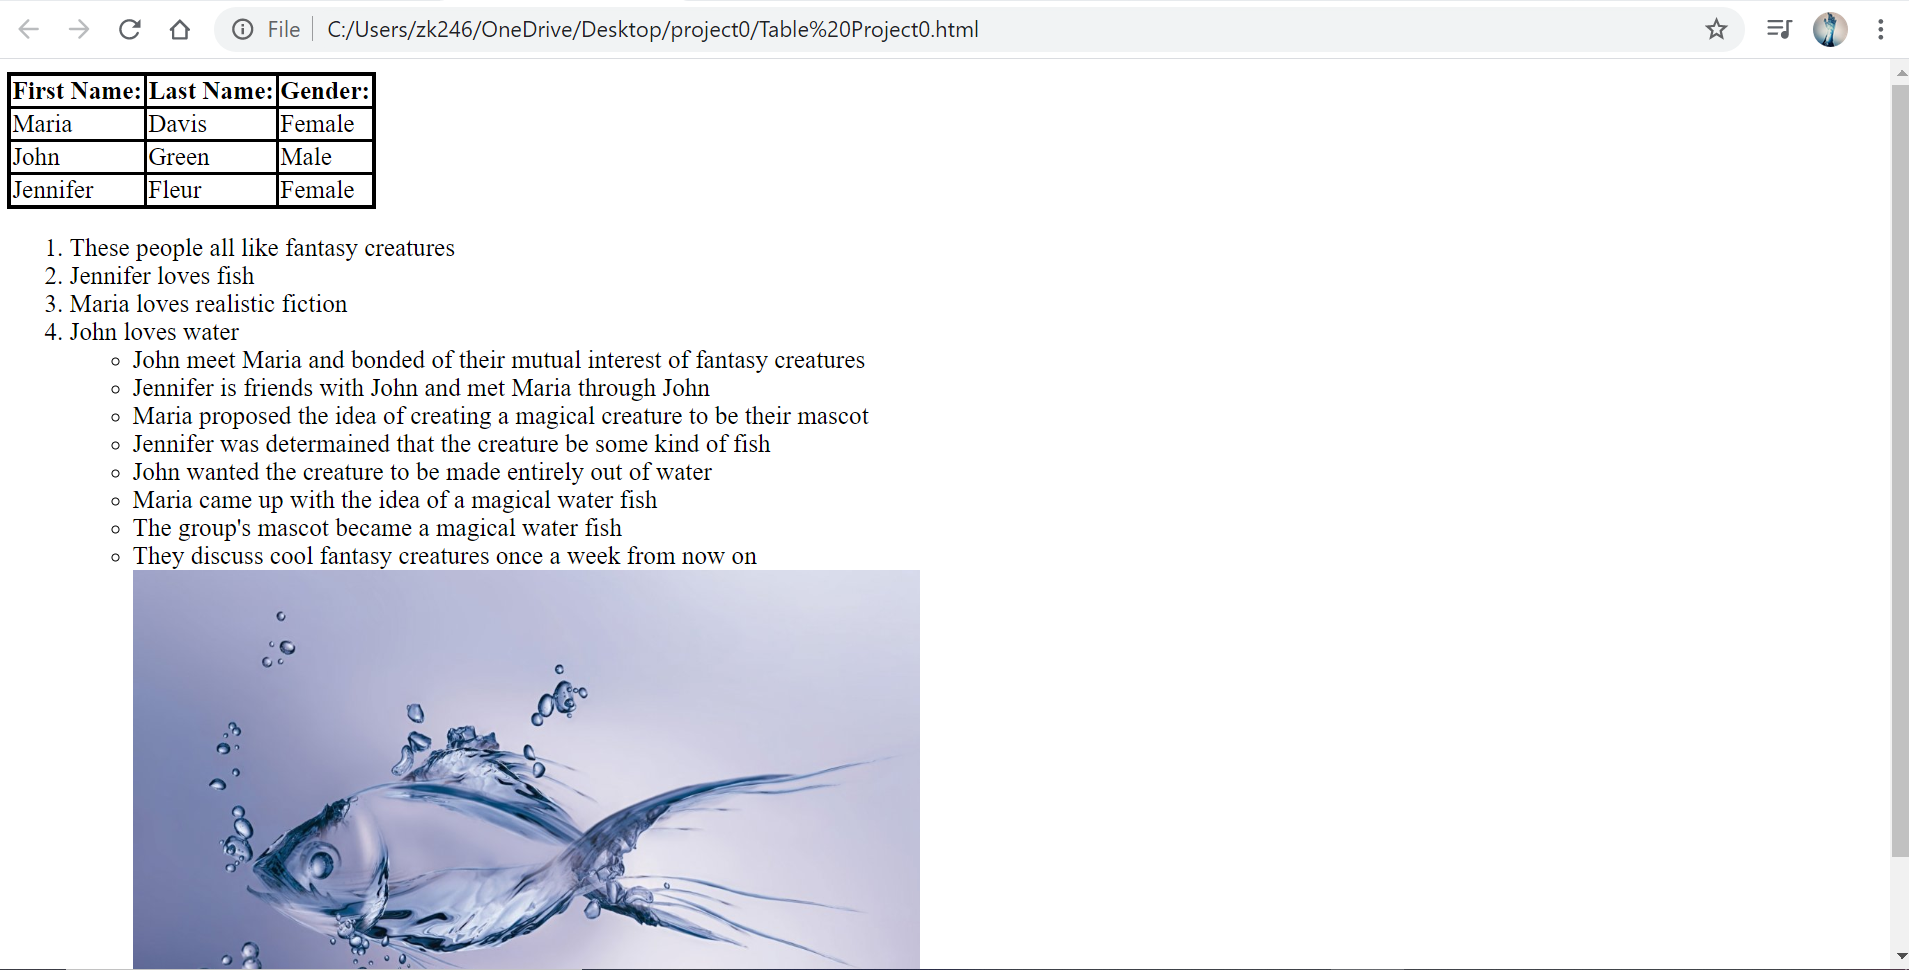 File C:/Users/zk246/OneDrive/Desktop/project0/Table%20Project0.html
First Name: Last Name: Gender:
Maria Davis Female
John Green Male
Jennifer Fleur Female
1. These people all like fantasy creatures
2. Jennifer loves fish
3. Maria loves realistic fiction
4. John loves water
John meet Maria and bonded of their mutual interest of fantasy creatures
Jennifer is friends with John and met Maria through John
Maria proposed the idea of creating a magical creature to be their mascot
Jennifer was determained that the creature be some kind of fish
John wanted the creature to be made entirely out of water
Maria came up with the idea of a magical water fish
The group's mascot became a magical water fish
They discuss cool fantasy creatures once a week from now on